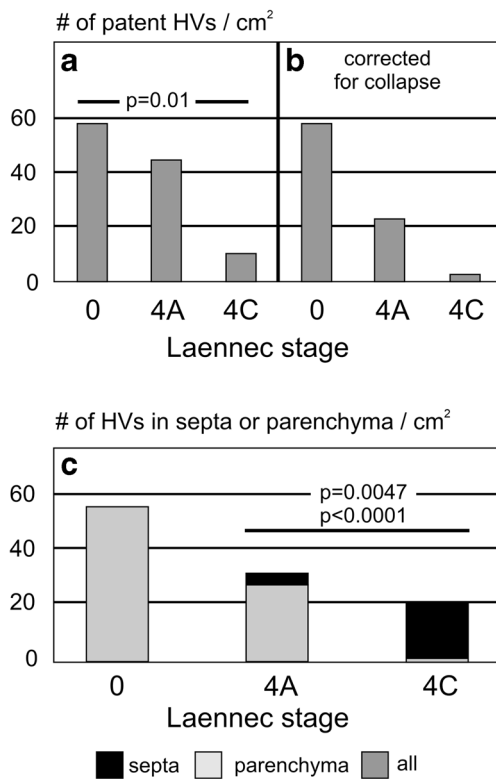 # of patent HVs / cm²
a
b
corrected
for collapse
p=0.01
60
40
20
0
0 4A 4C 0 4A 4C
Laennec stage
# of HVs in septa or parenchyma / cm²
c
p=0.0047
p<0.0001
60
40
20
0
0 4A 4C
Laennec stage
septa parenchyma all